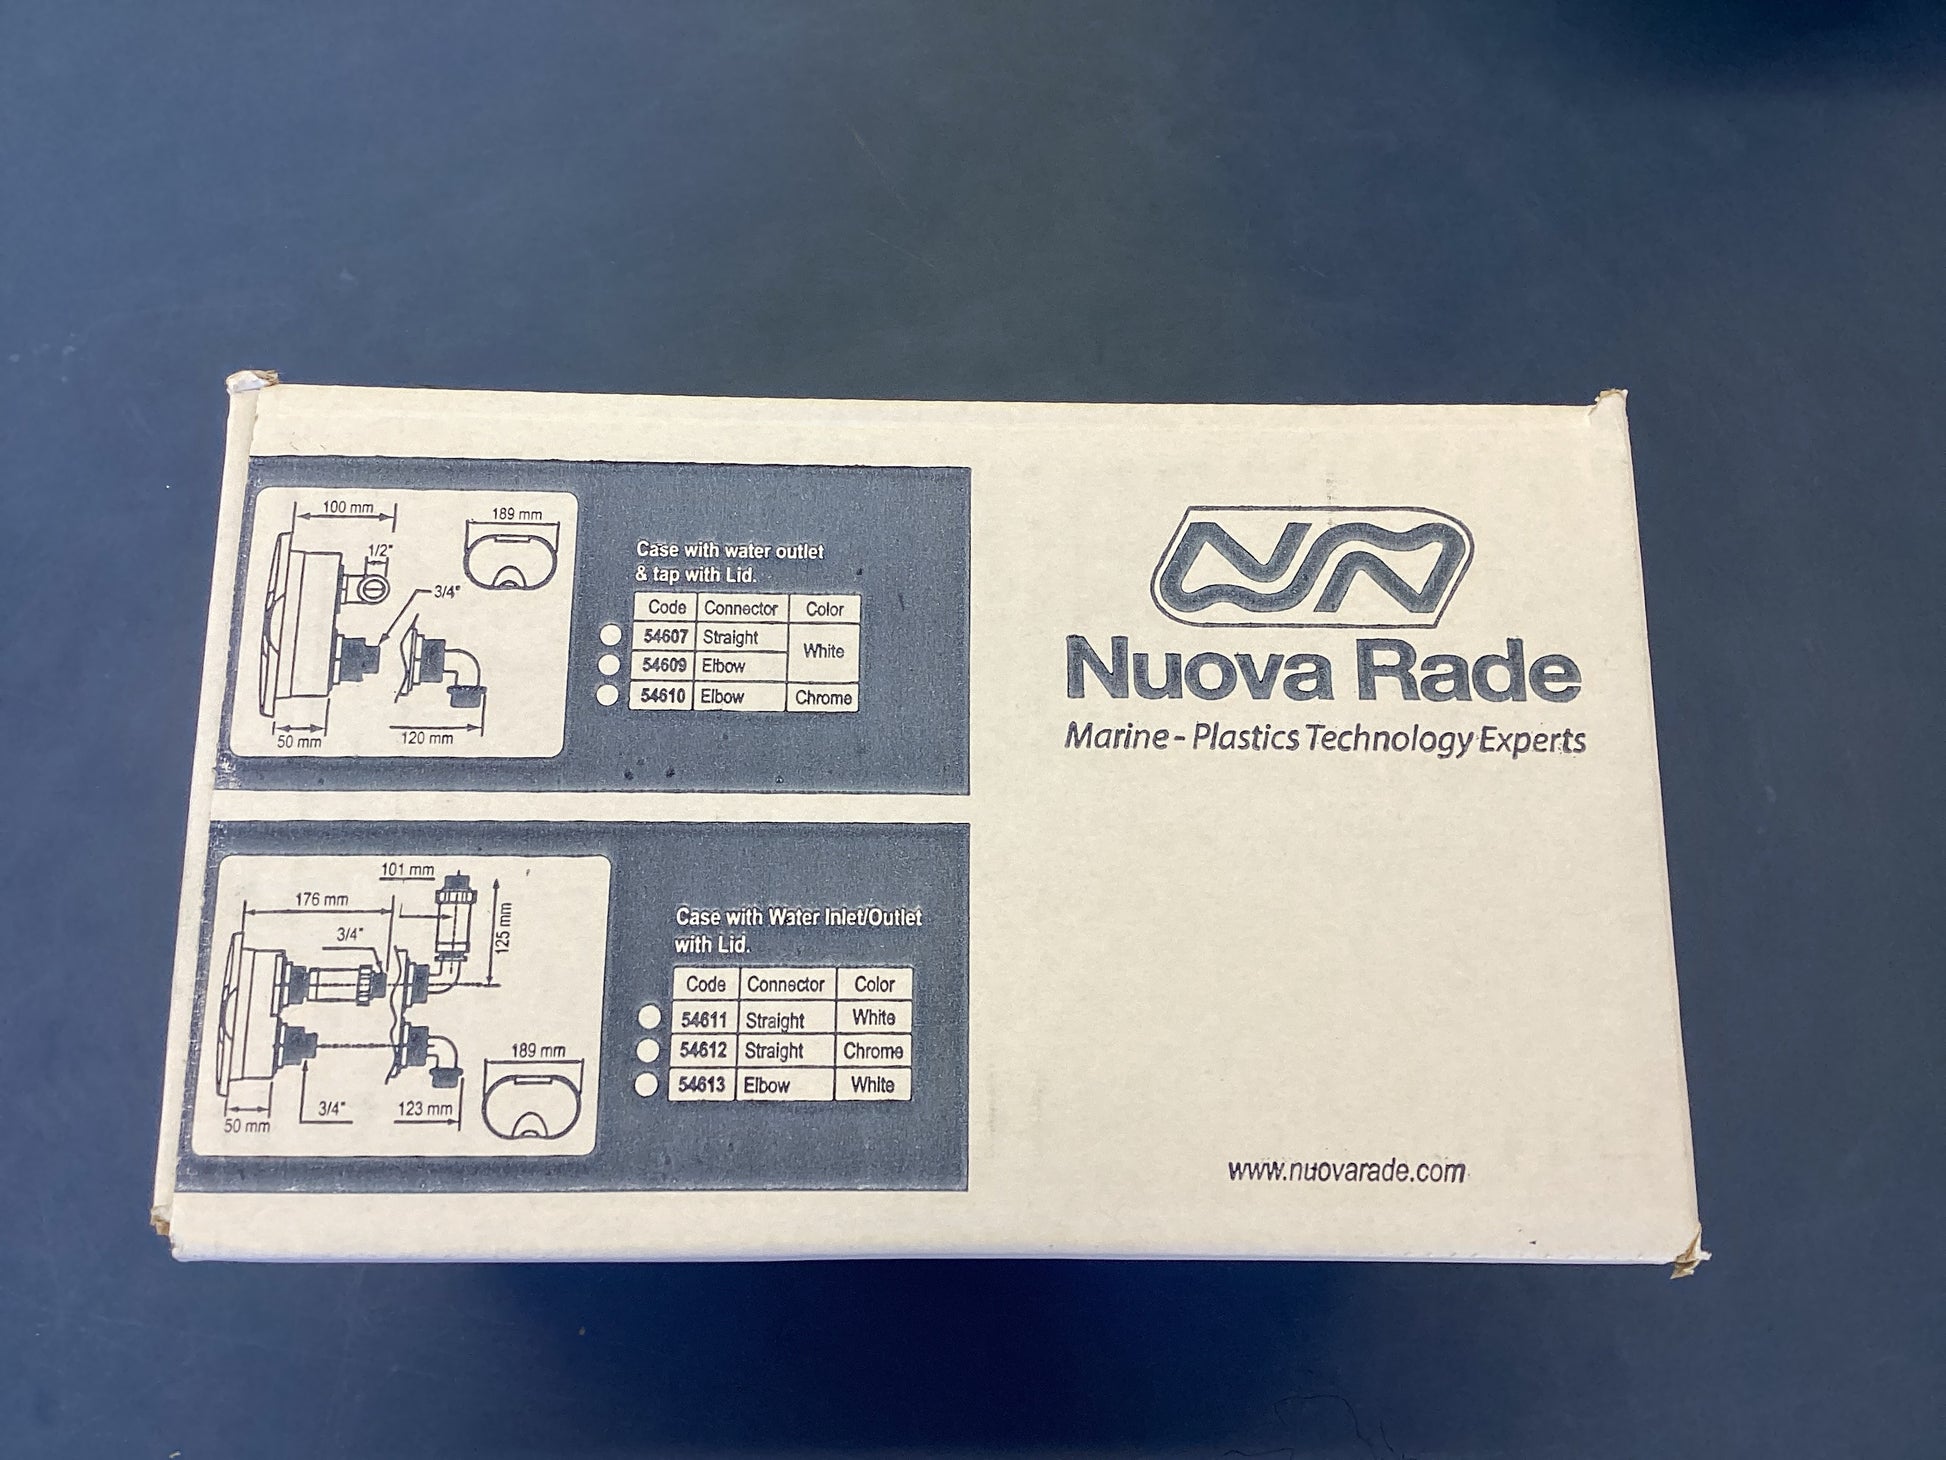 100 mm
189 mm
1/2"
3/4"
50 mm
120 mm
Case with water outlet
& tap with Lid.
Code Connector Color
54607 Straight White
54609 Elbow
54610 Elbow Chrome
101 mm
176 mm
3/4"
125 mm
189 mm
3/4"
123 mm
50 mm
Case with Water Inlet/Outlet
with Lid.
Code Connector Color
54611 Straight White
54612 Straight Chrome
54613 Elbow White
Nuova Rade
Marine - Plastics Technology Experts
www.nuovarade.com